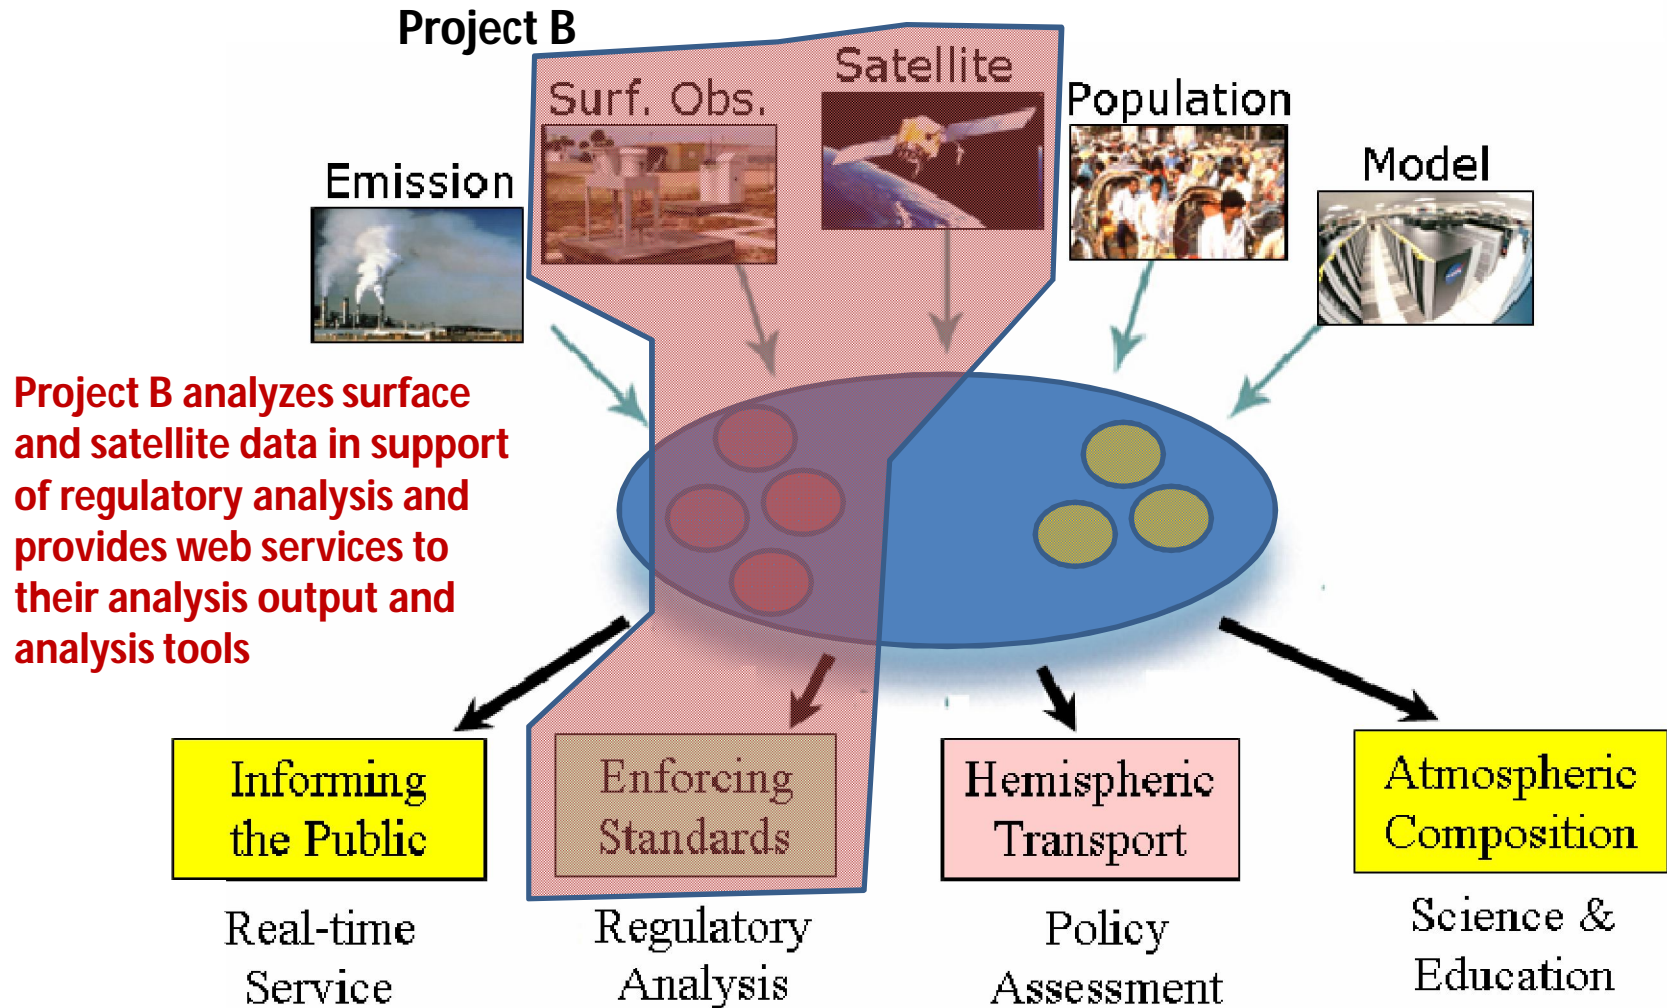 Project B
Surf. Obs.
Satellite
Population
Emission
Model
Project B analyzes surface
and satellite data in support
of regulatory analysis and
provides web services to
their analysis output and
analysis tools
Informing
the Public
Enforcing
Standards
Hemispheric
Transport
Atmospheric
Composition
Real-time
Service
Regulatory
Analysis
Policy
Assessment
Science &
Education